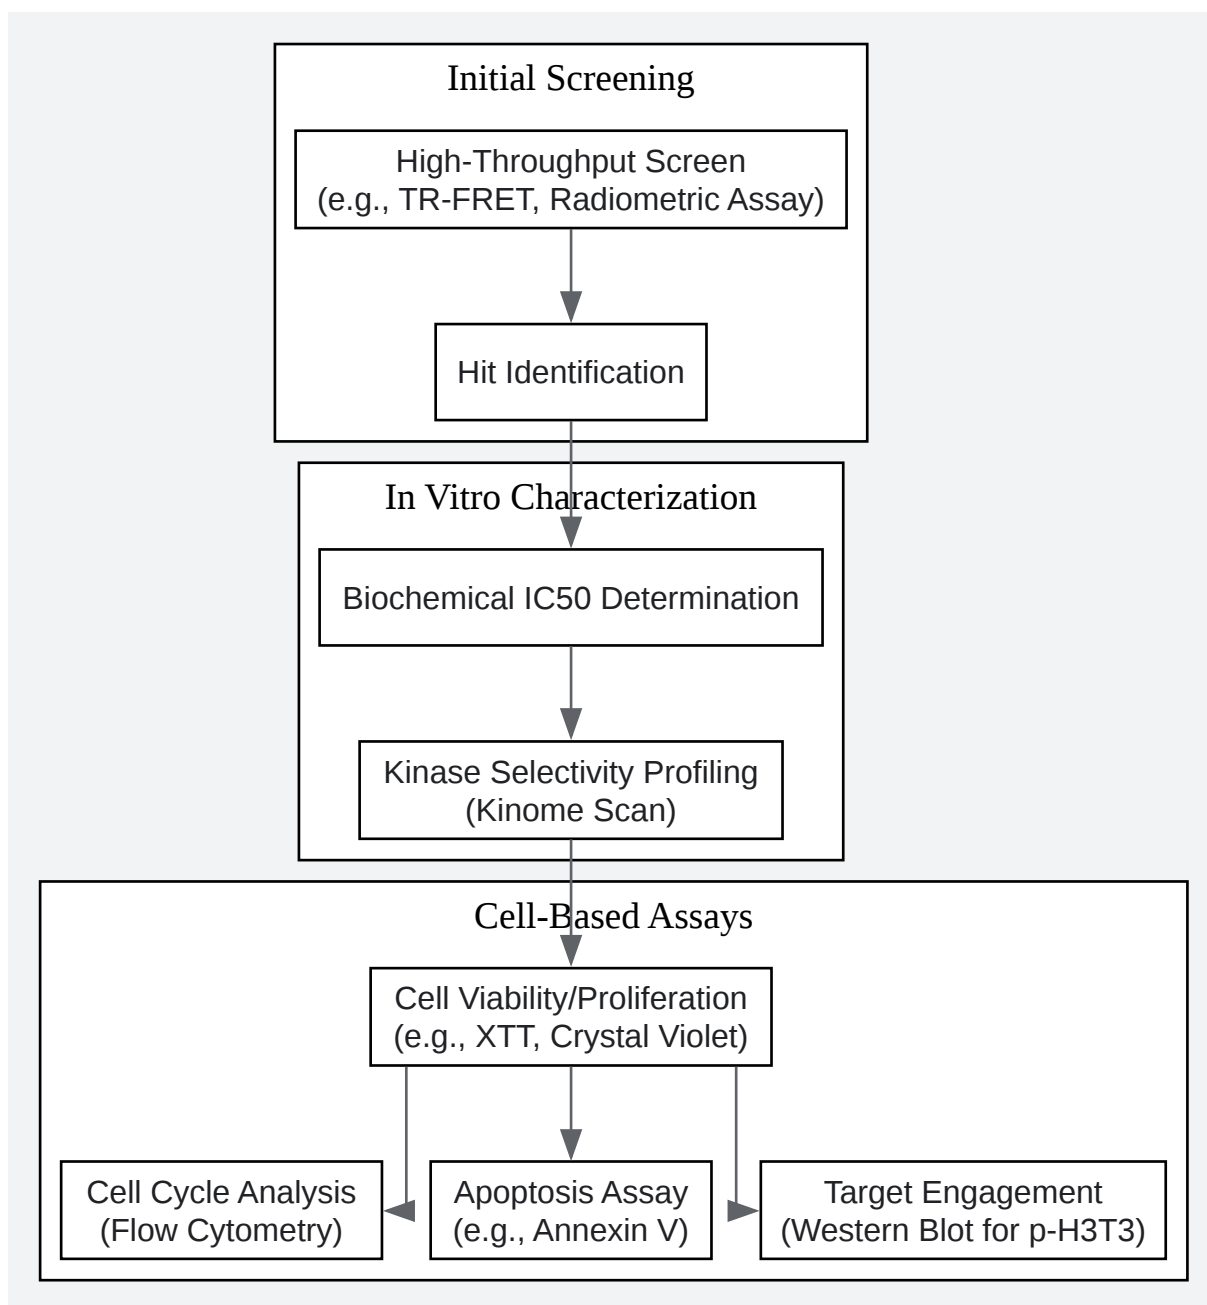 Initial Screening
High-Throughput Screen
(e.g., TR-FRET, Radiometric Assay)
Hit Identification
In Vitro Characterization
Biochemical IC50 Determination
Kinase Selectivity Profiling
(Kinome Scan)
Cell-Based Assays
Cell Viability/Proliferation
(e.g., XTT, Crystal Violet)
Cell Cycle Analysis
(Flow Cytometry)
Apoptosis Assay
(e.g., Annexin V)
Target Engagement
(Western Blot for p-H3T3)